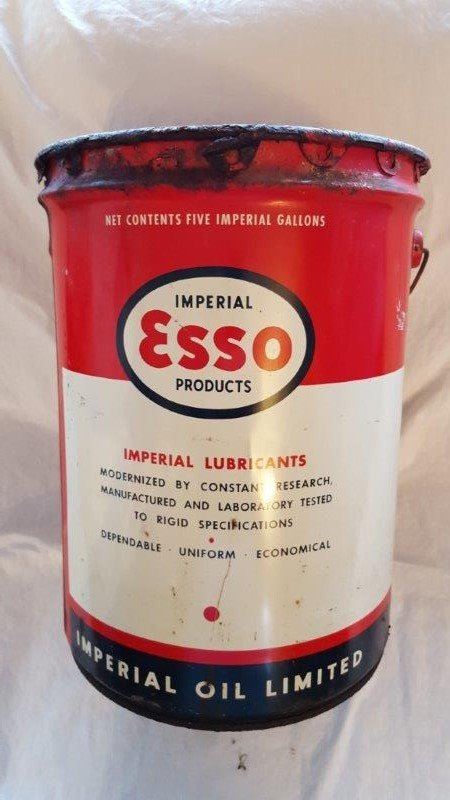 NET CONTENTS FIVE IMPERIAL GALLONS
IMPERIAL
Esso
PRODUCTS
IMPERIAL LUBRICANTS
MODERNIZED BY CONSTANT RESEARCH,
MANUFACTURED AND LABORATORY TESTED
TO RIGID SPECIFICATIONS
DEPENDABLE · UNIFORM · ECONOMICAL
IMPERIAL OIL LIMITED